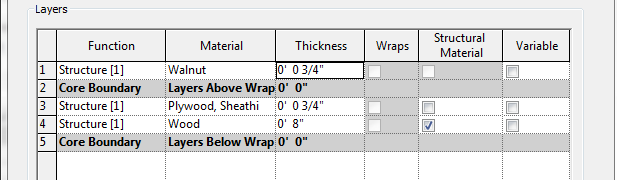 Layers
Function Material Thickness Wraps Structural Material Variable
1 Structure [1] Walnut 0'  0 3/4"
2 Core Boundary Layers Above Wrap 0'  0"
3 Structure [1] Plywood, Sheathi 0'  0 3/4"
4 Structure [1] Wood 0'  8"
5 Core Boundary Layers Below Wrap 0'  0"